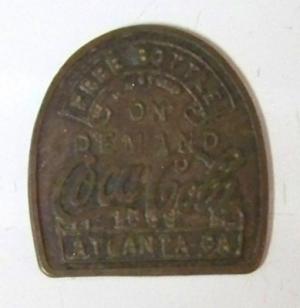 FREE BOTTLE
ON
DEMAND
Coca-Cola
ATLANTA GA